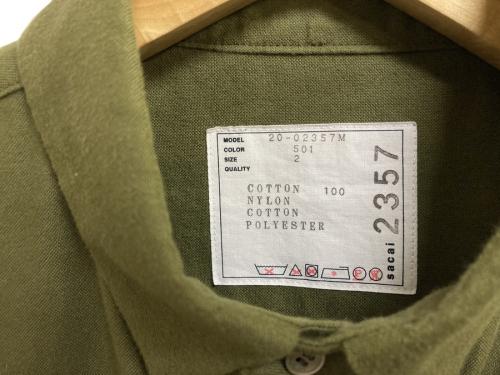 MODEL 20-02357M
COLOR 501
SIZE 2
QUALITY
COTTON 100
NYLON
COTTON
POLYESTER
sacai 2357